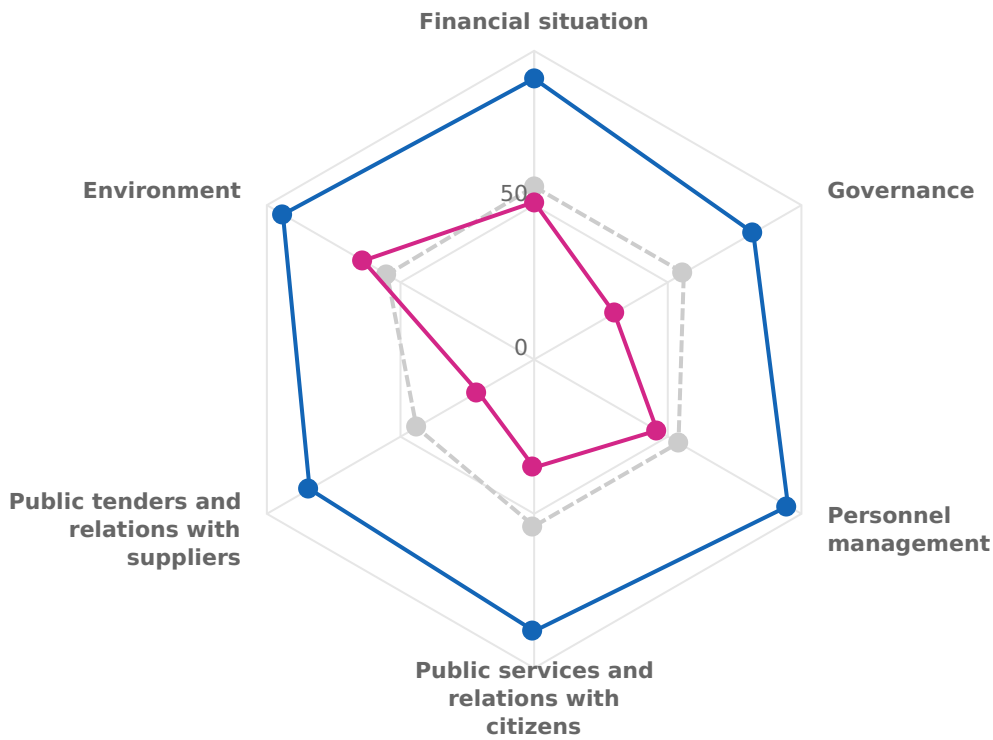 Financial situation
Environment
Governance
50
0
Public tenders and
relations with
suppliers
Personnel
management
Public services and
relations with
citizens